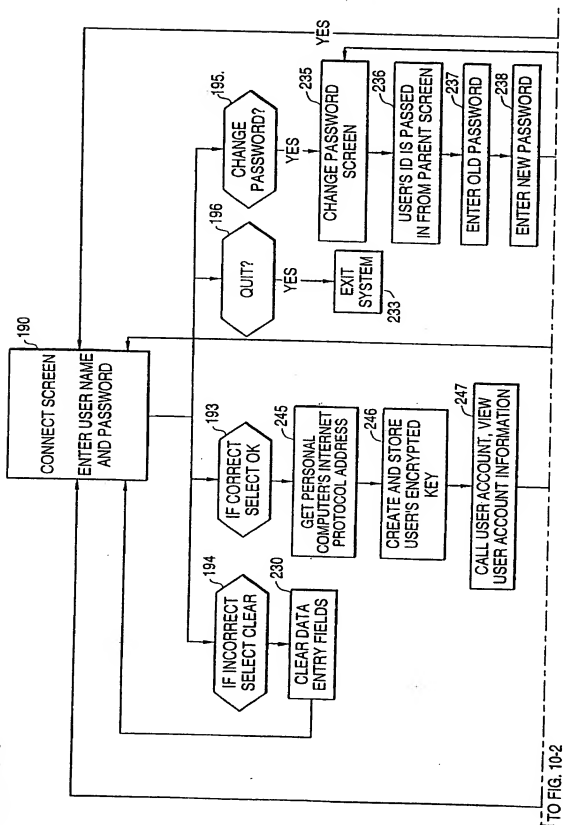 190
CONNECT SCREEN
ENTER USER NAME
AND PASSWORD
194
IF INCORRECT
SELECT CLEAR
230
CLEAR DATA
ENTRY FIELDS
193
IF CORRECT
SELECT OK
245
GET PERSONAL
COMPUTER'S INTERNET
PROTOCOL ADDRESS
246
CREATE AND STORE
USER'S ENCRYPTED
KEY
247
CALL USER ACCOUNT, VIEW
USER ACCOUNT INFORMATION
196
QUIT?
YES
EXIT
SYSTEM
233
195.
CHANGE
PASSWORD?
YES
235
CHANGE PASSWORD
SCREEN
236
USER'S ID IS PASSED
IN FROM PARENT SCREEN
237
ENTER OLD PASSWORD
238
ENTER NEW PASSWORD
YES
TO FIG. 10-2